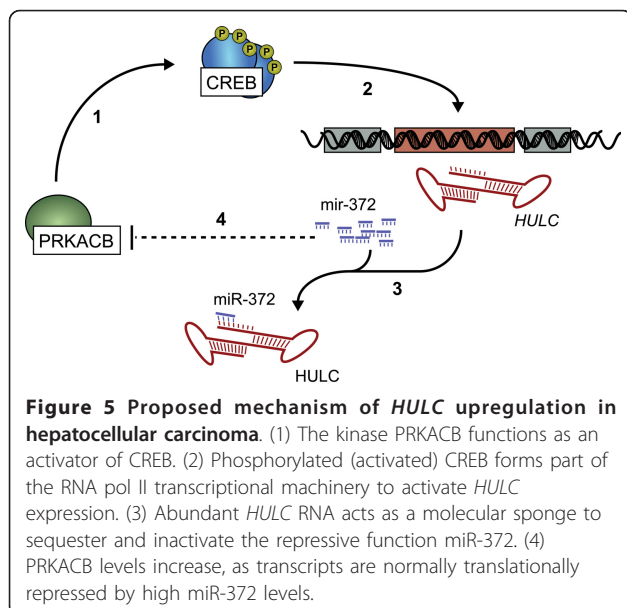 P P P P P
CREB
1
2
HULC
mir-372
4
PRKACB
3
miR-372
HULC
Figure 5 Proposed mechanism of HULC upregulation in
hepatocellular carcinoma. (1) The kinase PRKACB functions as an
activator of CREB. (2) Phosphorylated (activated) CREB forms part of
the RNA pol II transcriptional machinery to activate HULC
expression. (3) Abundant HULC RNA acts as a molecular sponge to
sequester and inactivate the repressive function miR-372. (4)
PRKACB levels increase, as transcripts are normally translationally
repressed by high miR-372 levels.